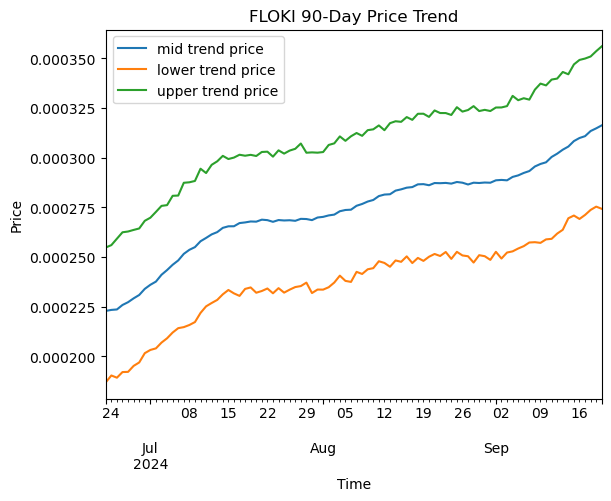 FLOKI 90-Day Price Trend
mid trend price
lower trend price
upper trend price
Price
0.000350
0.000325
0.000300
0.000275
0.000250
0.000225
0.000200
24 08 15 22 29 05 12 19 26 02 09 16
Jul Aug Sep
2024
Time